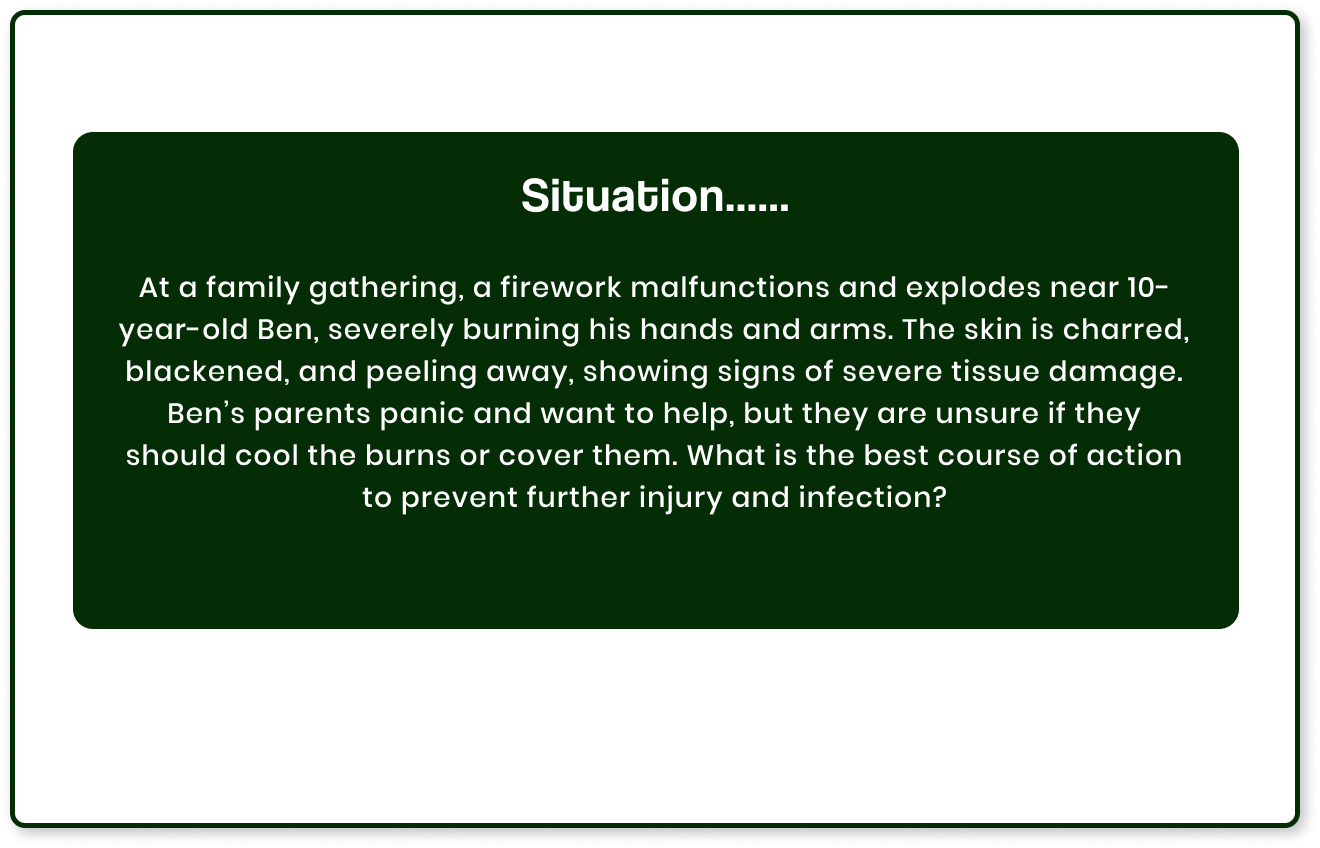 Situation......
At a family gathering, a firework malfunctions and explodes near 10-
year-old Ben, severely burning his hands and arms. The skin is charred,
blackened, and peeling away, showing signs of severe tissue damage.
Ben’s parents panic and want to help, but they are unsure if they
should cool the burns or cover them. What is the best course of action
to prevent further injury and infection?